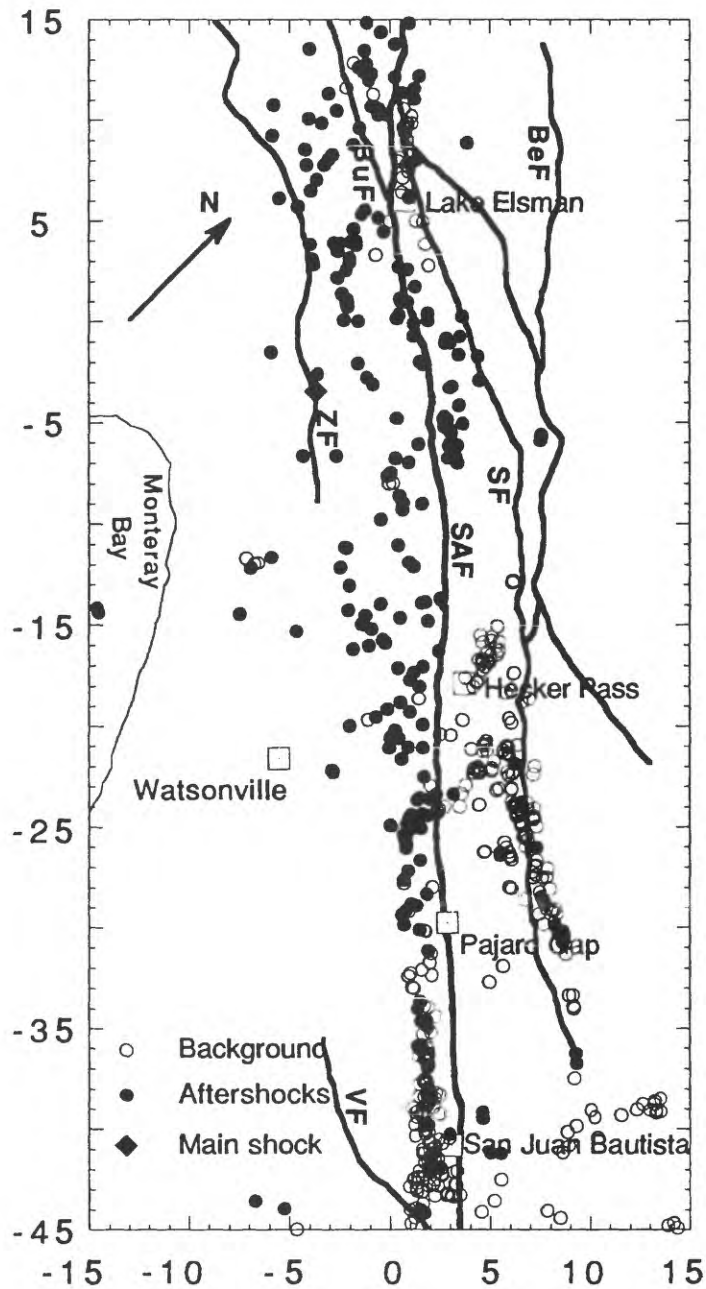 15
5
-5
-15
-25
-35
-45
-15
-10
-5
0
5
10
15
N
BuF
BeF
ZF
SF
SAF
VF
Lake Elsman
Monteray
Bay
Hecker Pass
Watsonville
Pajaro Gap
San Juan Bautista
Background
Aftershocks
Main shock